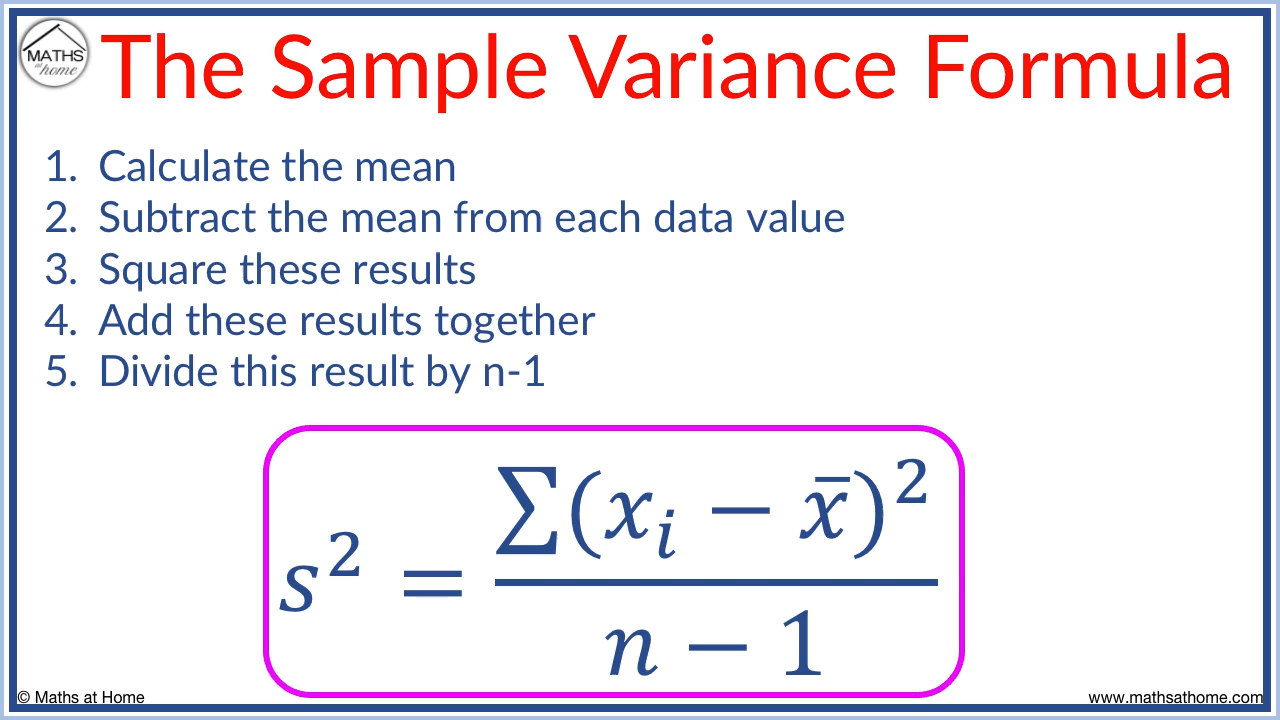 MATHS
at
home
The Sample Variance Formula
1. Calculate the mean
2. Subtract the mean from each data value
3. Square these results
4. Add these results together
5. Divide this result by n-1
s² = ∑(xᵢ − x̄)² / n − 1
© Maths at Home
www.mathsathome.com